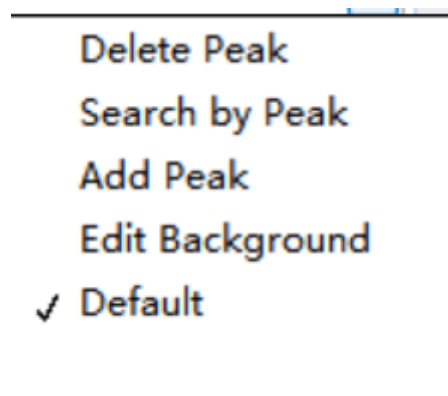 Delete Peak
Search by Peak
Add Peak
Edit Background
✓ Default